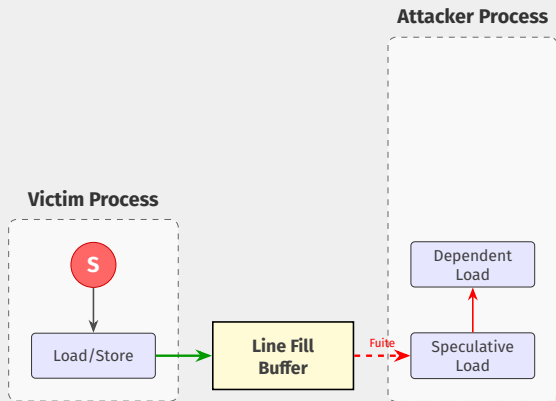 Attacker Process
Victim Process
S
Load/Store
Line Fill
Buffer
Fuite
Dependent
Load
Speculative
Load